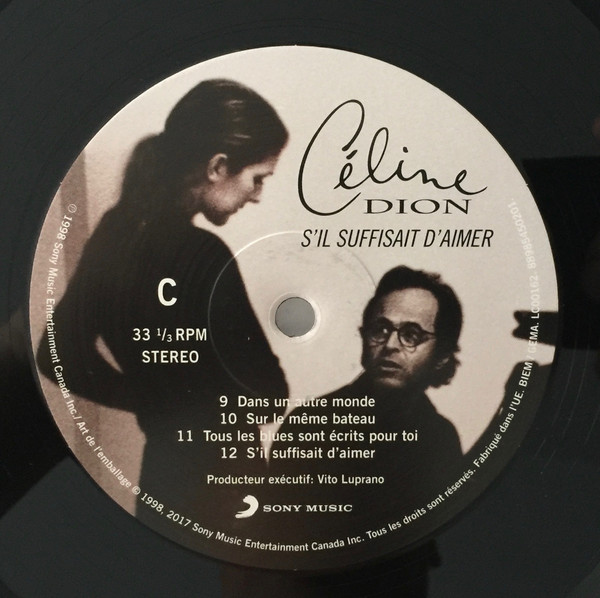 Céline
DION
S'IL SUFFISAIT D'AIMER
C
33 1/3 RPM
STEREO
9 Dans un autre monde
10 Sur le même bateau
11 Tous les blues sont écrits pour toi
12 S'il suffisait d'aimer
Producteur exécutif: Vito Luprano
SONY MUSIC
℗ 1998 Sony Music Entertainment Canada Inc./ Art de l'emballage © 1998, 2017 Sony Music Entertainment Canada Inc. Tous les droits sont réservés. Fabriqué dans l'UE. BIEM / GEMA. LC00162.